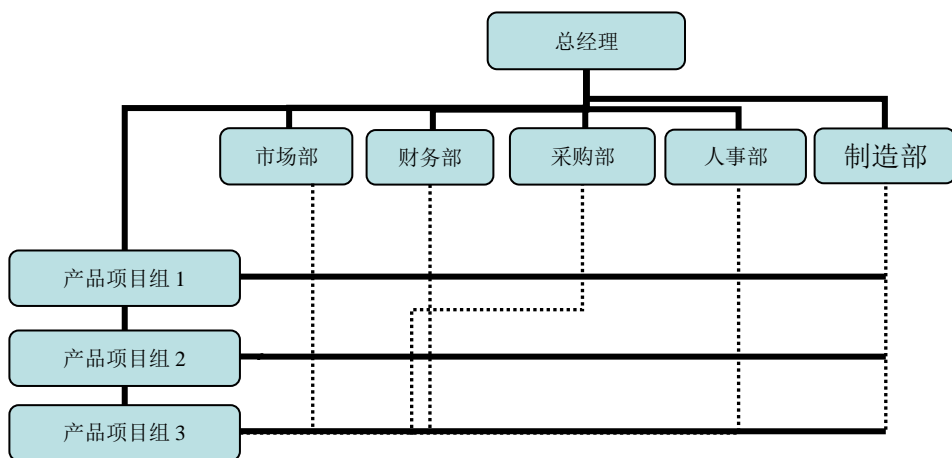 总经理
市场部
财务部
采购部
人事部
制造部
产品项目组 1
产品项目组 2
产品项目组 3